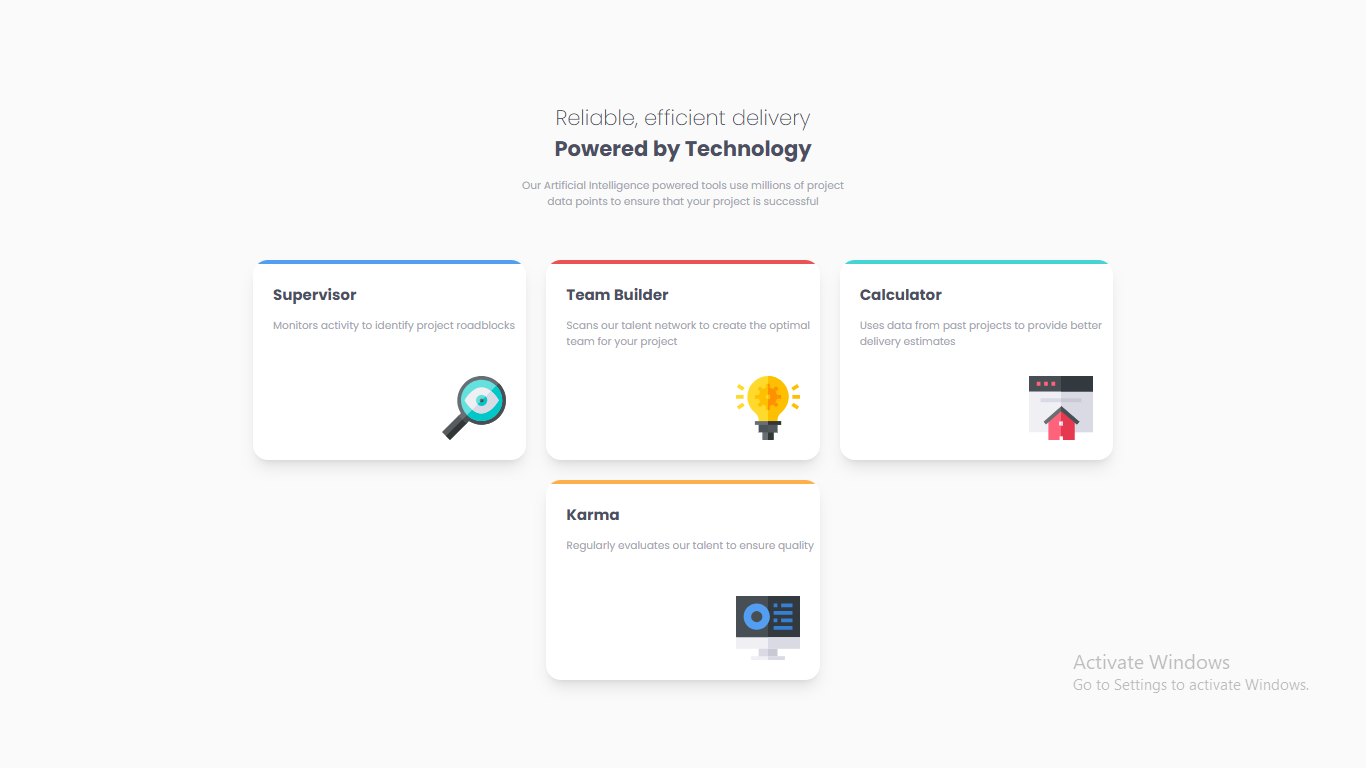 Reliable, efficient delivery
Powered by Technology
Our Artificial Intelligence powered tools use millions of project
data points to ensure that your project is successful
Supervisor
Monitors activity to identify project roadblocks
Team Builder
Scans our talent network to create the optimal
team for your project
Calculator
Uses data from past projects to provide better
delivery estimates
Karma
Regularly evaluates our talent to ensure quality
Activate Windows
Go to Settings to activate Windows.